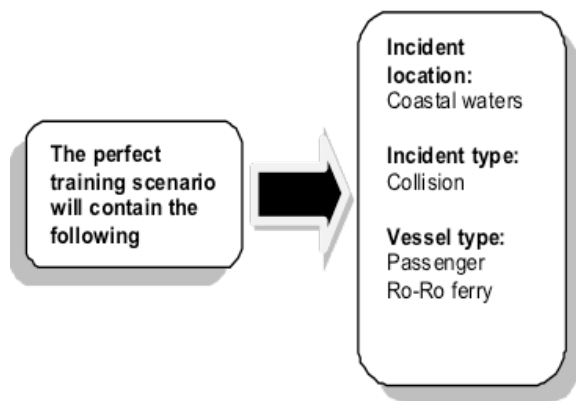 The perfect
training scenario
will contain the
following
Incident
location:
Coastal waters
Incident type:
Collision
Vessel type:
Passenger
Ro-Ro ferry